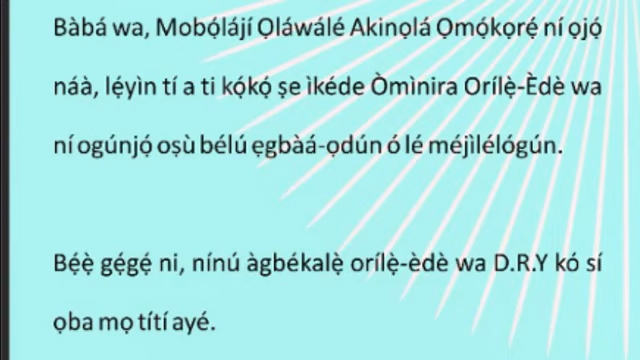 Bàbá wa, Mobọ́lájí Ọláwálé Akinọlá Ọmọ́kọrẹ́ ní ọjọ́
náà, lẹ́yìn tí a ti kọ́kọ́ ṣe ìkéde Òmìnira Orílẹ̀-Èdè wa
ní ogúnjọ́ oṣù bélú ẹgbàá-ọdún ó lé méjìlélógún.
Bẹ́ẹ̀ gẹ́gẹ́ ni, nínú àgbékalẹ̀ orílẹ̀-èdè wa D.R.Y kó sí
ọba mọ títí ayé.